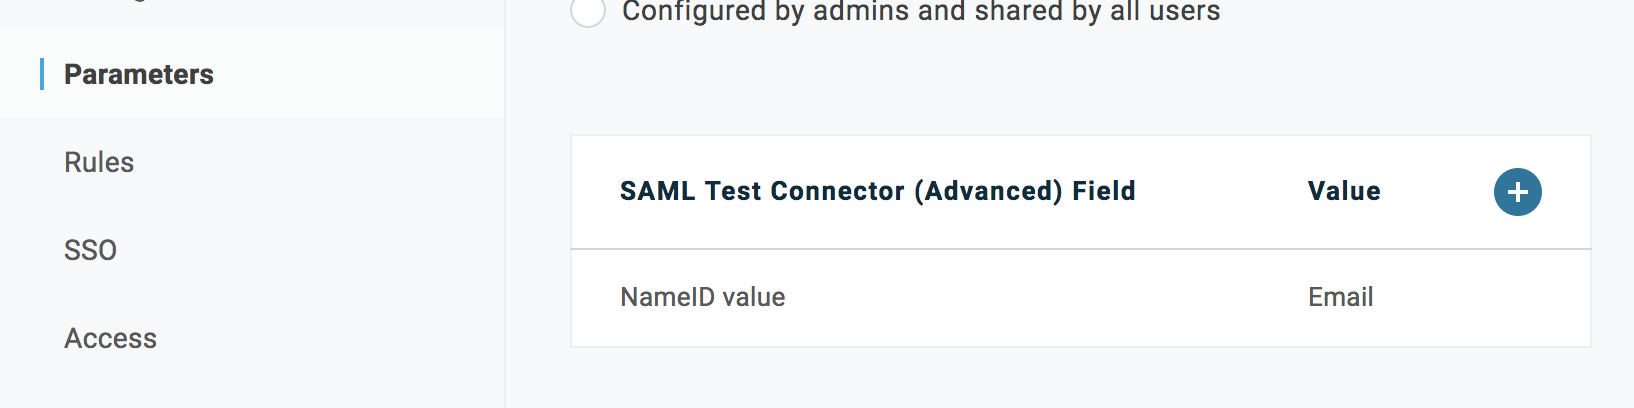 Configured by admins and shared by all users
Parameters
Rules
SSO
Access
SAML Test Connector (Advanced) Field Value
NameID value Email